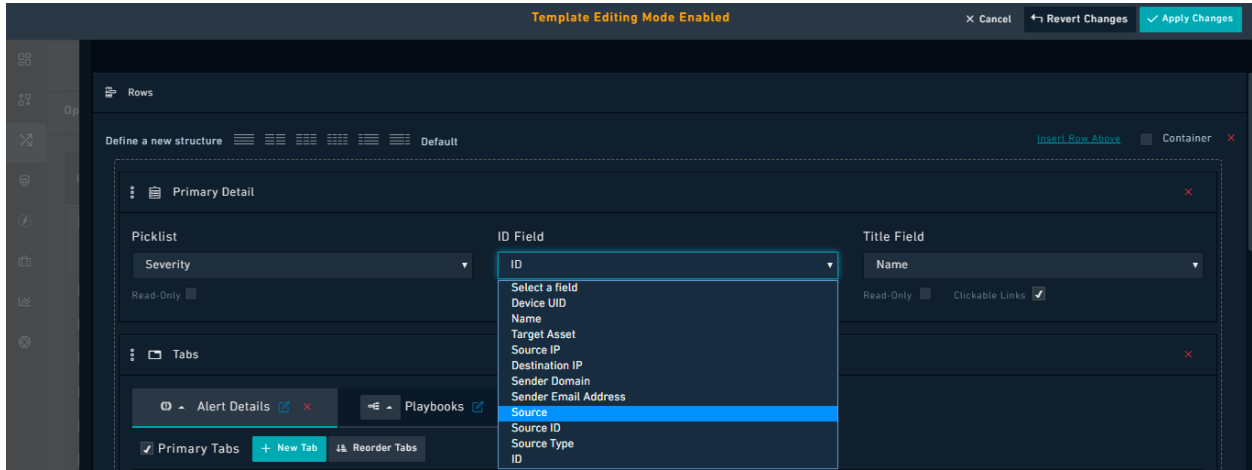 Template Editing Mode Enabled
× Cancel
Revert Changes
Apply Changes
Op
Rows
Define a new structure
Default
Insert Row Above
Container
Primary Detail
Picklist
ID Field
Title Field
Severity
ID
Name
Read-Only
Select a field
Device UID
Name
Target Asset
Source IP
Destination IP
Sender Domain
Sender Email Address
Source
Source ID
Source Type
ID
Read-Only
Clickable Links
Tabs
Alert Details
Playbooks
Primary Tabs
+ New Tab
Reorder Tabs